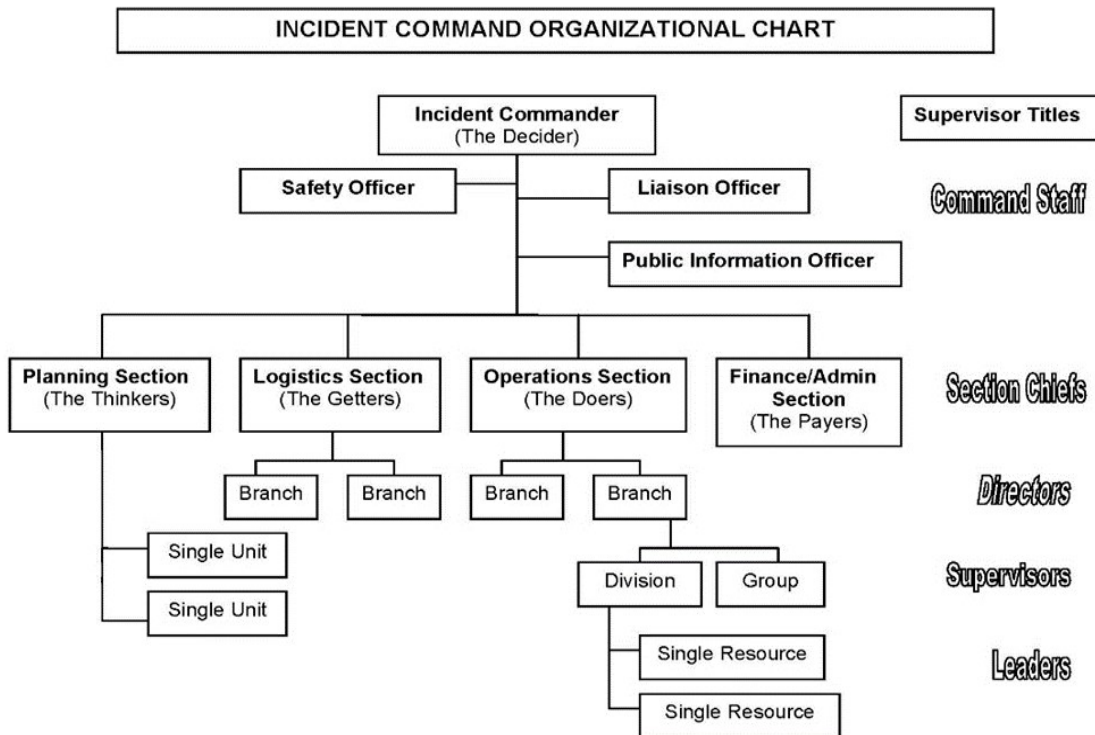 INCIDENT COMMAND ORGANIZATIONAL CHART
Incident Commander
(The Decider)
Supervisor Titles
Safety Officer
Liaison Officer
Command Staff
Public Information Officer
Planning Section
(The Thinkers)
Logistics Section
(The Getters)
Operations Section
(The Doers)
Finance/Admin
Section
(The Payers)
Section Chiefs
Branch
Branch
Branch
Branch
Directors
Single Unit
Division
Group
Supervisors
Single Unit
Single Resource
Leaders
Single Resource